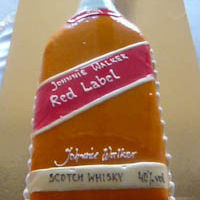 JOHNNIE WALKER
Red Label
Johnnie Walker
SCOTCH WHISKY 40% vol